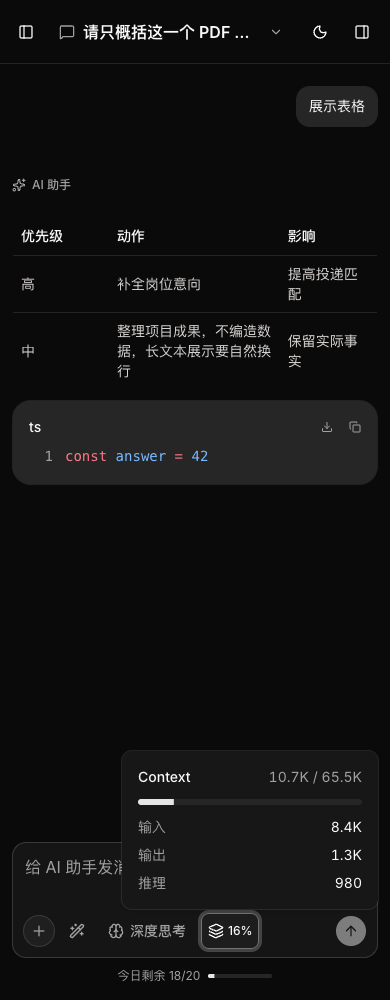 请只概括这一个 PDF ...
展示表格
AI 助手
优先级 动作 影响
高 补全岗位意向 提高投递匹
配
中 整理项目成果，不编造数 保留实际事
据，长文本展示要自然换 实
行
ts
1 const answer = 42
Context 10.7K / 65.5K
输入 8.4K
输出 1.3K
推理 980
给 AI 助手发
深度思考 16%
今日剩余 18/20